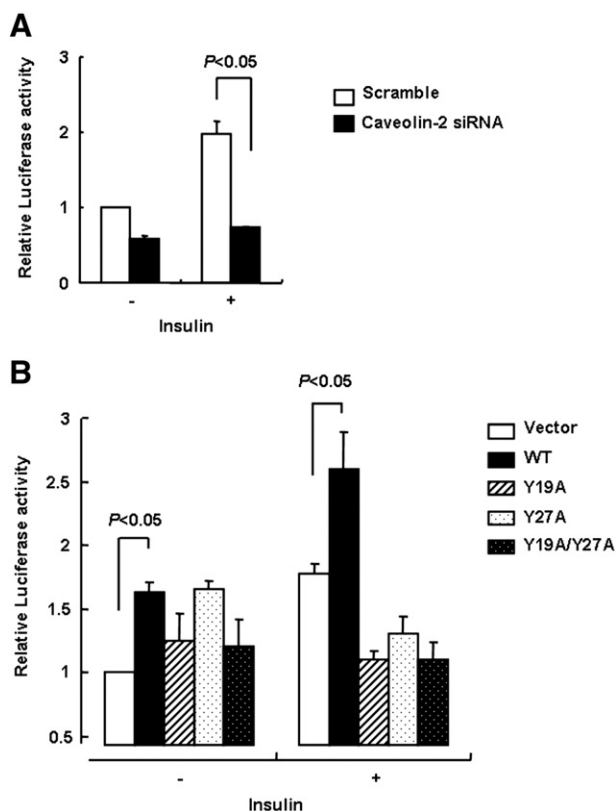 A
Relative Luciferase activity
3
2
1
0
P<0.05
- +
Insulin
Scramble
Caveolin-2 siRNA
B
Relative Luciferase activity
3
2.5
2
1.5
1
0.5
P<0.05
P<0.05
- +
Insulin
Vector
WT
Y19A
Y27A
Y19A/Y27A